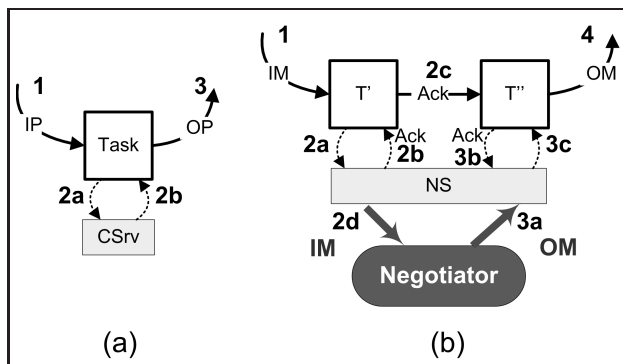 1
3
IP
OP
Task
2a
2b
CSrv
(a)
1
4
IM
2c
OM
T'
Ack
T''
Ack
Ack
2a
2b
3b
3c
NS
2d
3a
IM
OM
Negotiator
(b)